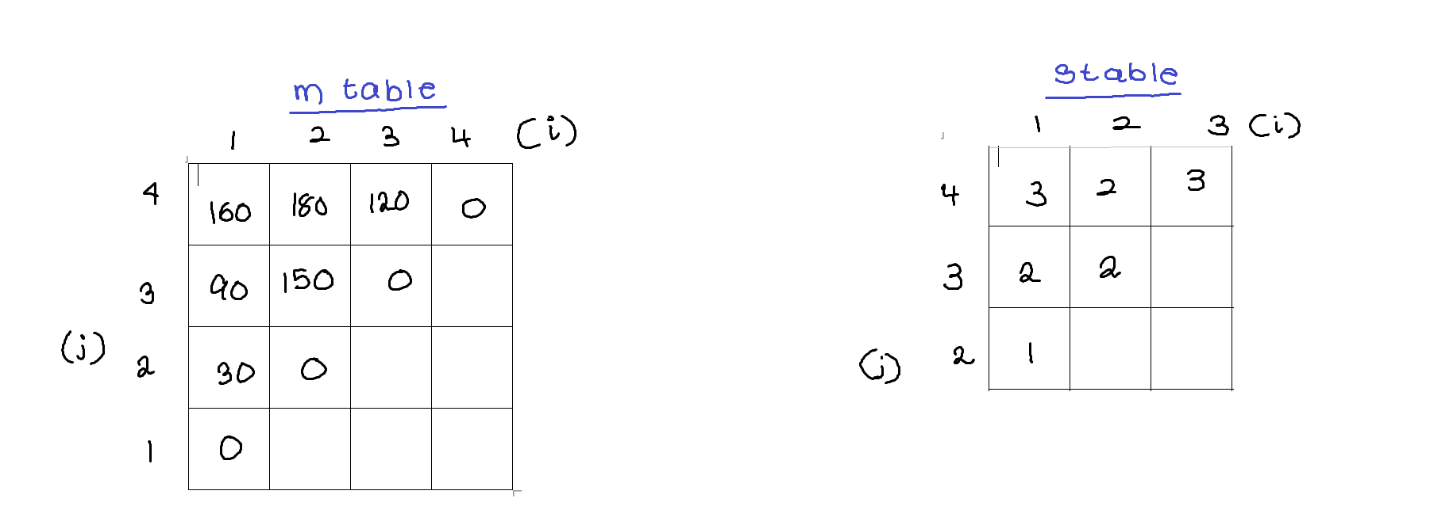 m table
1 2 3 4 (i)
4 160 180 120 0
3 90 150 0
(j)
2 30 0
1 0
s table
1 2 3 (i)
4 3 2 3
3 2 2
(j) 2 1